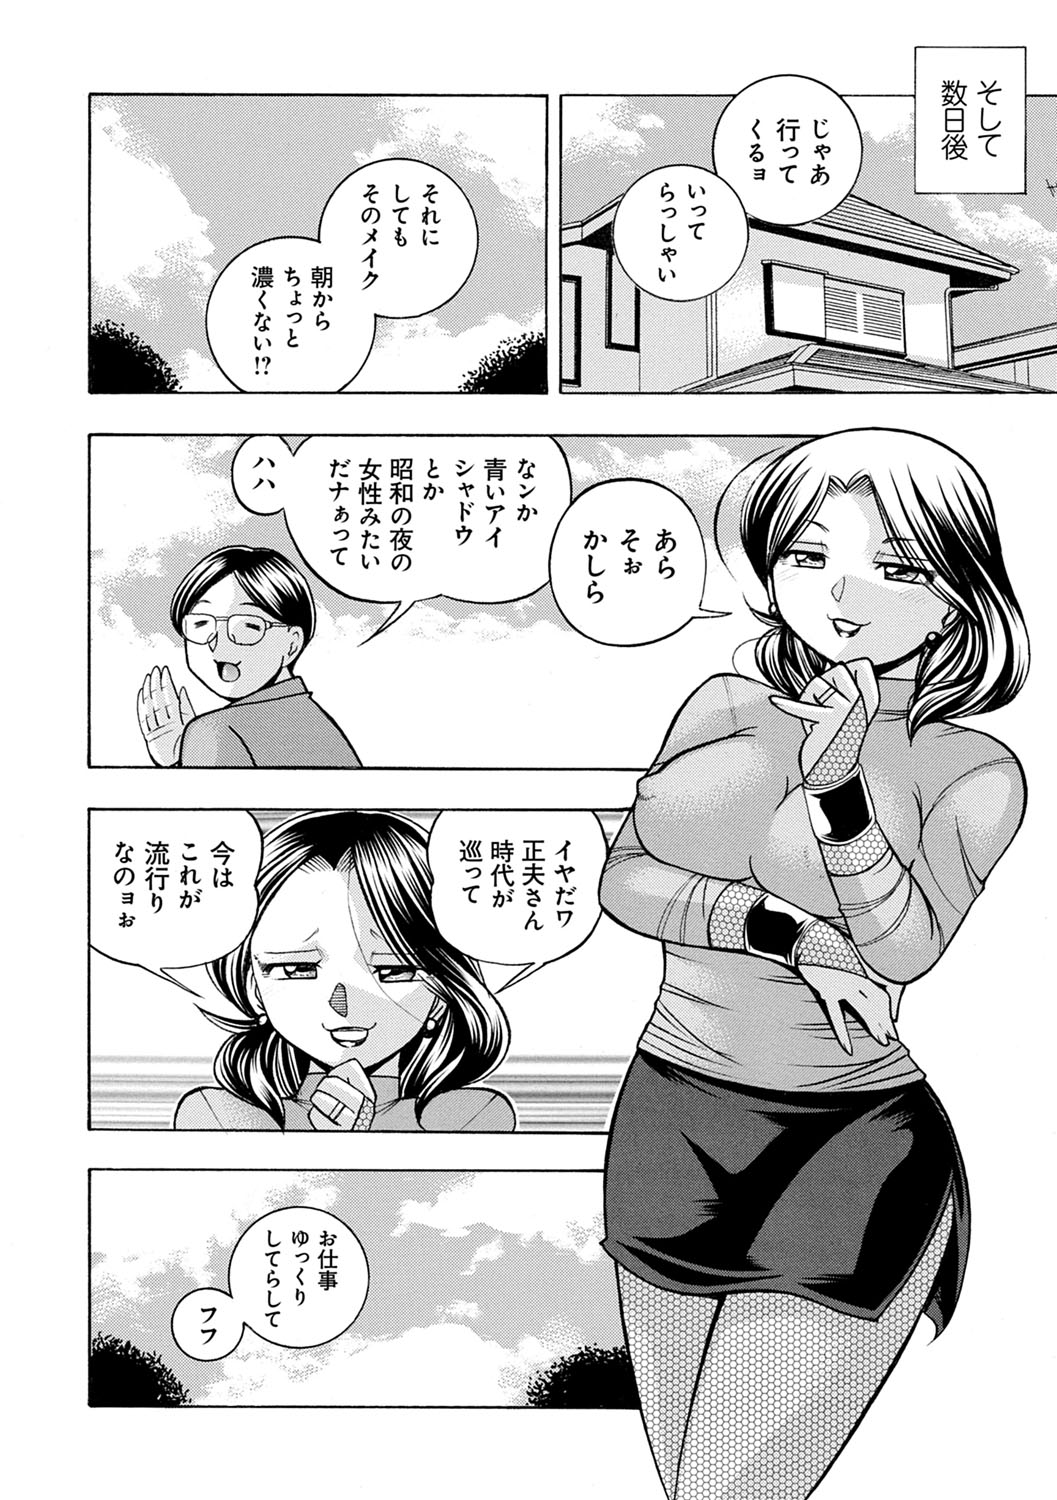 そして
数日後
じゃあ
行って
くるョ
いって
らっしゃい
それに
しても
そのメイク
朝から
ちょっと
濃くない!?
あら
そぉ
かしら
なンか
青いアイ
シャドウ
とか
昭和の夜の
女性みたい
だナぁって
ハハ
イヤだワ
正夫さん
時代が
巡って
今は
これが
流行り
なのョぉ
お仕事
ゆっくり
してらして
フフ